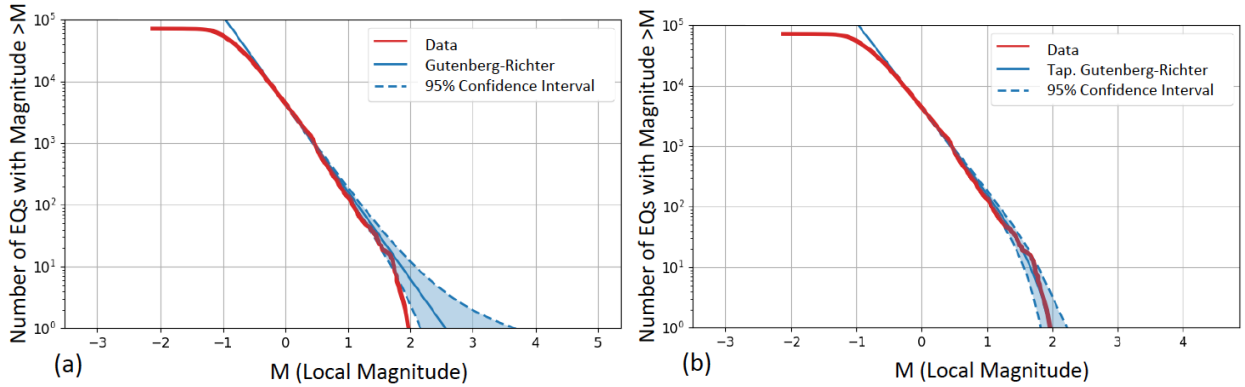 Number of EQs with Magnitude >M
10⁵
10⁴
10³
10²
10¹
10⁰
Data
Gutenberg-Richter
95% Confidence Interval
−3 −2 −1 0 1 2 3 4 5
(a)
M (Local Magnitude)
Number of EQs with Magnitude >M
10⁵
10⁴
10³
10²
10¹
10⁰
Data
Tap. Gutenberg-Richter
95% Confidence Interval
−3 −2 −1 0 1 2 3 4
(b)
M (Local Magnitude)